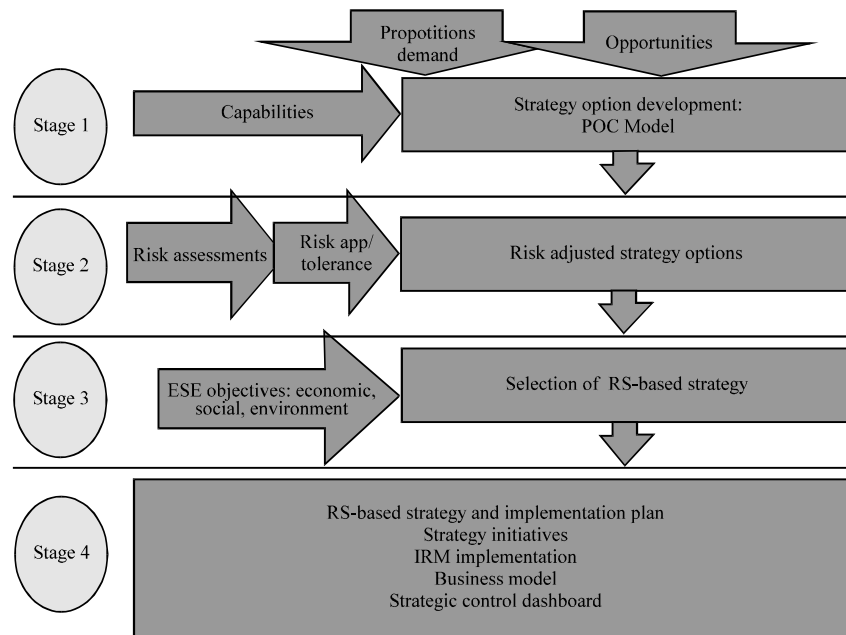 Propotitions
demand
Opportunities
Stage 1
Capabilities
Strategy option development:
POC Model
Stage 2
Risk assessments
Risk app/
tolerance
Risk adjusted strategy options
Stage 3
ESE objectives: economic,
social, environment
Selection of RS-based strategy
Stage 4
RS-based strategy and implementation plan
Strategy initiatives
IRM implementation
Business model
Strategic control dashboard